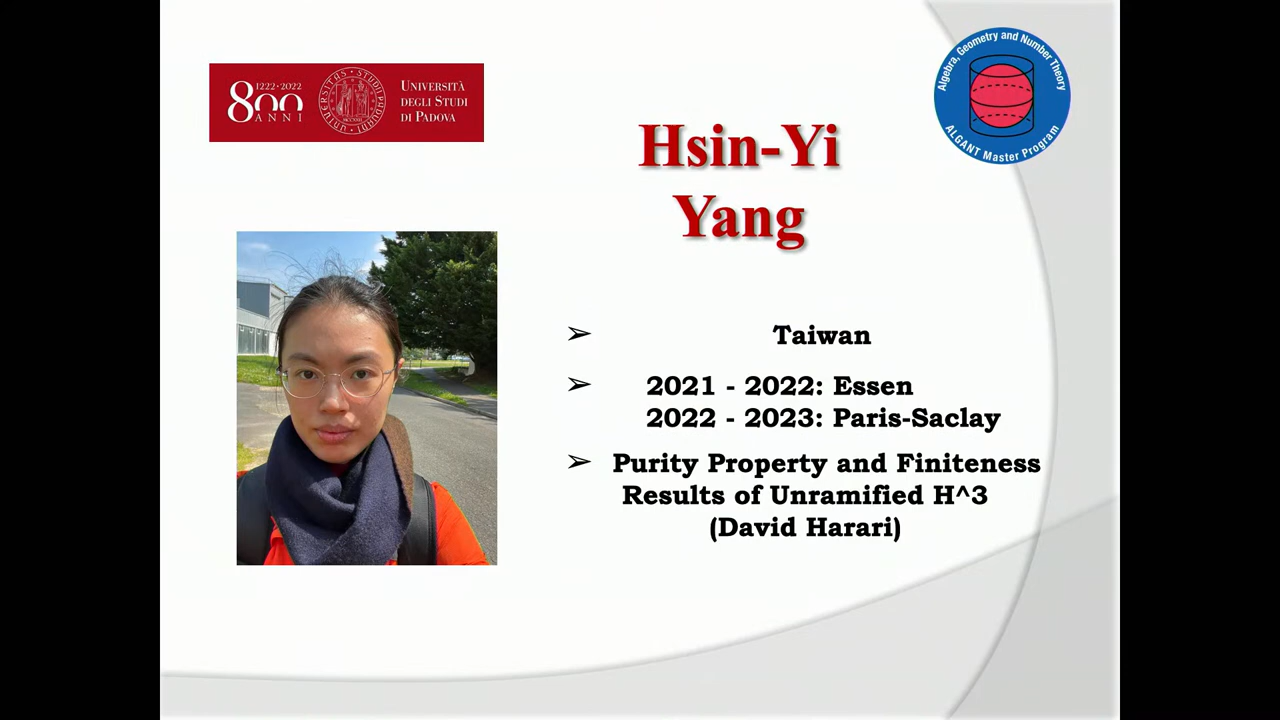 1222·2022
800
ANNI
UNIVERSITÀ
DEGLI STUDI
DI PADOVA
Algebra, Geometry and Number Theory
ALGANT Master Program
Hsin-Yi
Yang
➢ Taiwan
➢ 2021 - 2022: Essen
2022 - 2023: Paris-Saclay
➢ Purity Property and Finiteness
Results of Unramified H^3
(David Harari)